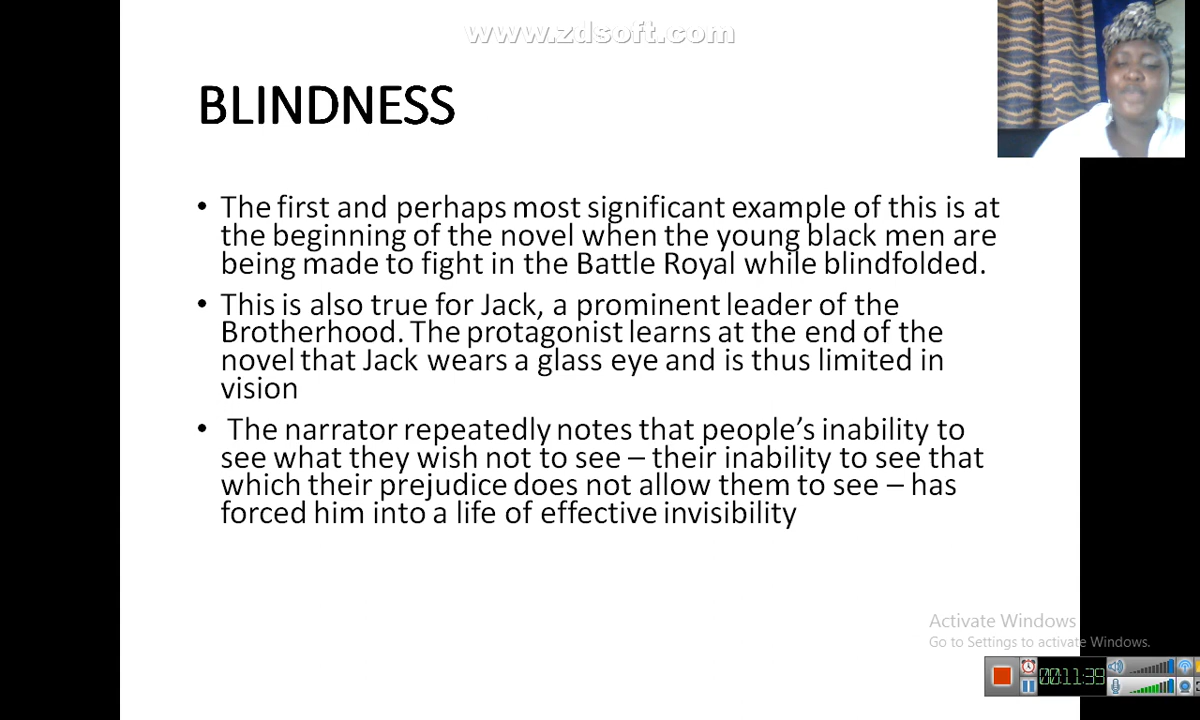 www.zdsoft.com
BLINDNESS
• The first and perhaps most significant example of this is at
the beginning of the novel when the young black men are
being made to fight in the Battle Royal while blindfolded.
• This is also true for Jack, a prominent leader of the
Brotherhood. The protagonist learns at the end of the
novel that Jack wears a glass eye and is thus limited in
vision
• The narrator repeatedly notes that people’s inability to
see what they wish not to see – their inability to see that
which their prejudice does not allow them to see – has
forced him into a life of effective invisibility
Activate Windows
Go to Settings to activate Windows.
00:11:39